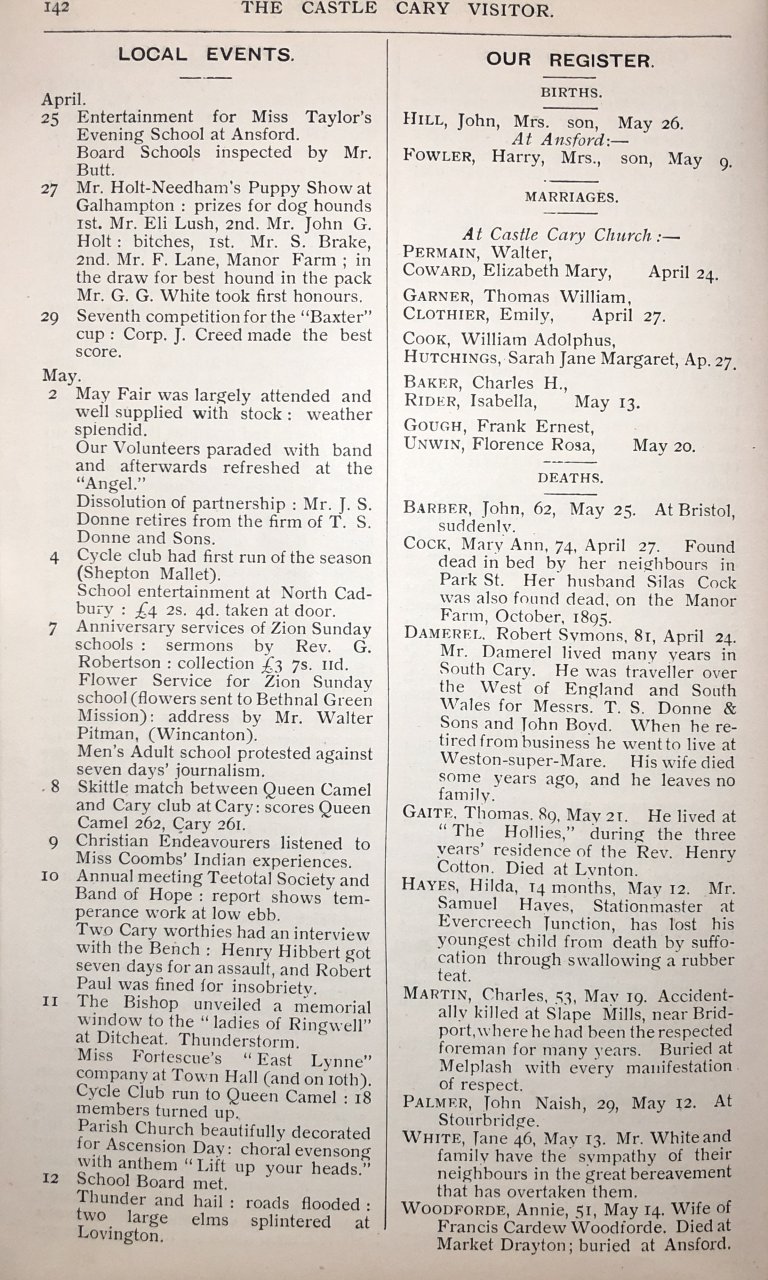 142
THE CASTLE CARY VISITOR.
LOCAL EVENTS.
April.
25 Entertainment for Miss Taylor's
Evening School at Ansford.
Board Schools inspected by Mr.
Butt.
27 Mr. Holt-Needham's Puppy Show at
Galhampton : prizes for dog hounds
1st. Mr. Eli Lush, 2nd. Mr. John G.
Holt : bitches, 1st. Mr. S. Brake,
2nd. Mr. F. Lane, Manor Farm ; in
the draw for best hound in the pack
Mr. G. G. White took first honours.
29 Seventh competition for the "Baxter"
cup : Corp. J. Creed made the best
score.
May.
2 May Fair was largely attended and
well supplied with stock : weather
splendid.
Our Volunteers paraded with band
and afterwards refreshed at the
"Angel."
Dissolution of partnership : Mr. J. S.
Donne retires from the firm of T. S.
Donne and Sons.
4 Cycle club had first run of the season
(Shepton Mallet).
School entertainment at North Cad-
bury : £4 2s. 4d. taken at door.
7 Anniversary services of Zion Sunday
schools : sermons by Rev. G.
Robertson : collection £3 7s. 11d.
Flower Service for Zion Sunday
school (flowers sent to Bethnal Green
Mission) : address by Mr. Walter
Pitman, (Wincanton).
Men's Adult school protested against
seven days' journalism.
8 Skittle match between Queen Camel
and Cary club at Cary : scores Queen
Camel 262, Cary 261.
9 Christian Endeavourers listened to
Miss Coombs' Indian experiences.
10 Annual meeting Teetotal Society and
Band of Hope : report shows tem-
perance work at low ebb.
Two Cary worthies had an interview
with the Bench : Henry Hibbert got
seven days for an assault, and Robert
Paul was fined for insobriety.
11 The Bishop unveiled a memorial
window to the "ladies of Ringwell"
at Ditcheat. Thunderstorm.
Miss Fortescue's "East Lynne"
company at Town Hall (and on 10th).
Cycle Club run to Queen Camel : 18
members turned up.
Parish Church beautifully decorated
for Ascension Day : choral evensong
with anthem "Lift up your heads."
12 School Board met.
Thunder and hail : roads flooded :
two large elms splintered at
Lovington.
OUR REGISTER.
BIRTHS.
HILL, John, Mrs. son, May 26.
At Ansford:—
FOWLER, Harry, Mrs., son, May 9.
MARRIAGES.
At Castle Cary Church :—
PERMAIN, Walter,
COWARD, Elizabeth Mary, April 24.
GARNER, Thomas William,
CLOTHIER, Emily, April 27.
COOK, William Adolphus,
HUTCHINGS, Sarah Jane Margaret, Ap. 27.
BAKER, Charles H.,
RIDER, Isabella, May 13.
GOUGH, Frank Ernest,
UNWIN, Florence Rosa, May 20.
DEATHS.
BARBER, John, 62, May 25. At Bristol,
suddenly.
COCK, Mary Ann, 74, April 27. Found
dead in bed by her neighbours in
Park St. Her husband Silas Cock
was also found dead, on the Manor
Farm, October, 1895.
DAMEREL, Robert Symons, 81, April 24.
Mr. Damerel lived many years in
South Cary. He was traveller over
the West of England and South
Wales for Messrs. T. S. Donne &
Sons and John Boyd. When he re-
tired from business he went to live at
Weston-super-Mare. His wife died
some years ago, and he leaves no
family.
GAITE, Thomas. 89, May 21. He lived at
"The Hollies," during the three
years' residence of the Rev. Henry
Cotton. Died at Lynton.
HAYES, Hilda, 14 months, May 12. Mr.
Samuel Hayes, Stationmaster at
Evercreech Junction, has lost his
youngest child from death by suffo-
cation through swallowing a rubber
teat.
MARTIN, Charles, 53, May 19. Accident-
ally killed at Slape Mills, near Brid-
port, where he had been the respected
foreman for many years. Buried at
Melplash with every manifestation
of respect.
PALMER, John Naish, 29, May 12. At
Stourbridge.
WHITE, Jane 46, May 13. Mr. White and
family have the sympathy of their
neighbours in the great bereavement
that has overtaken them.
WOODFORDE, Annie, 51, May 14. Wife of
Francis Cardew Woodforde. Died at
Market Drayton ; buried at Ansford.